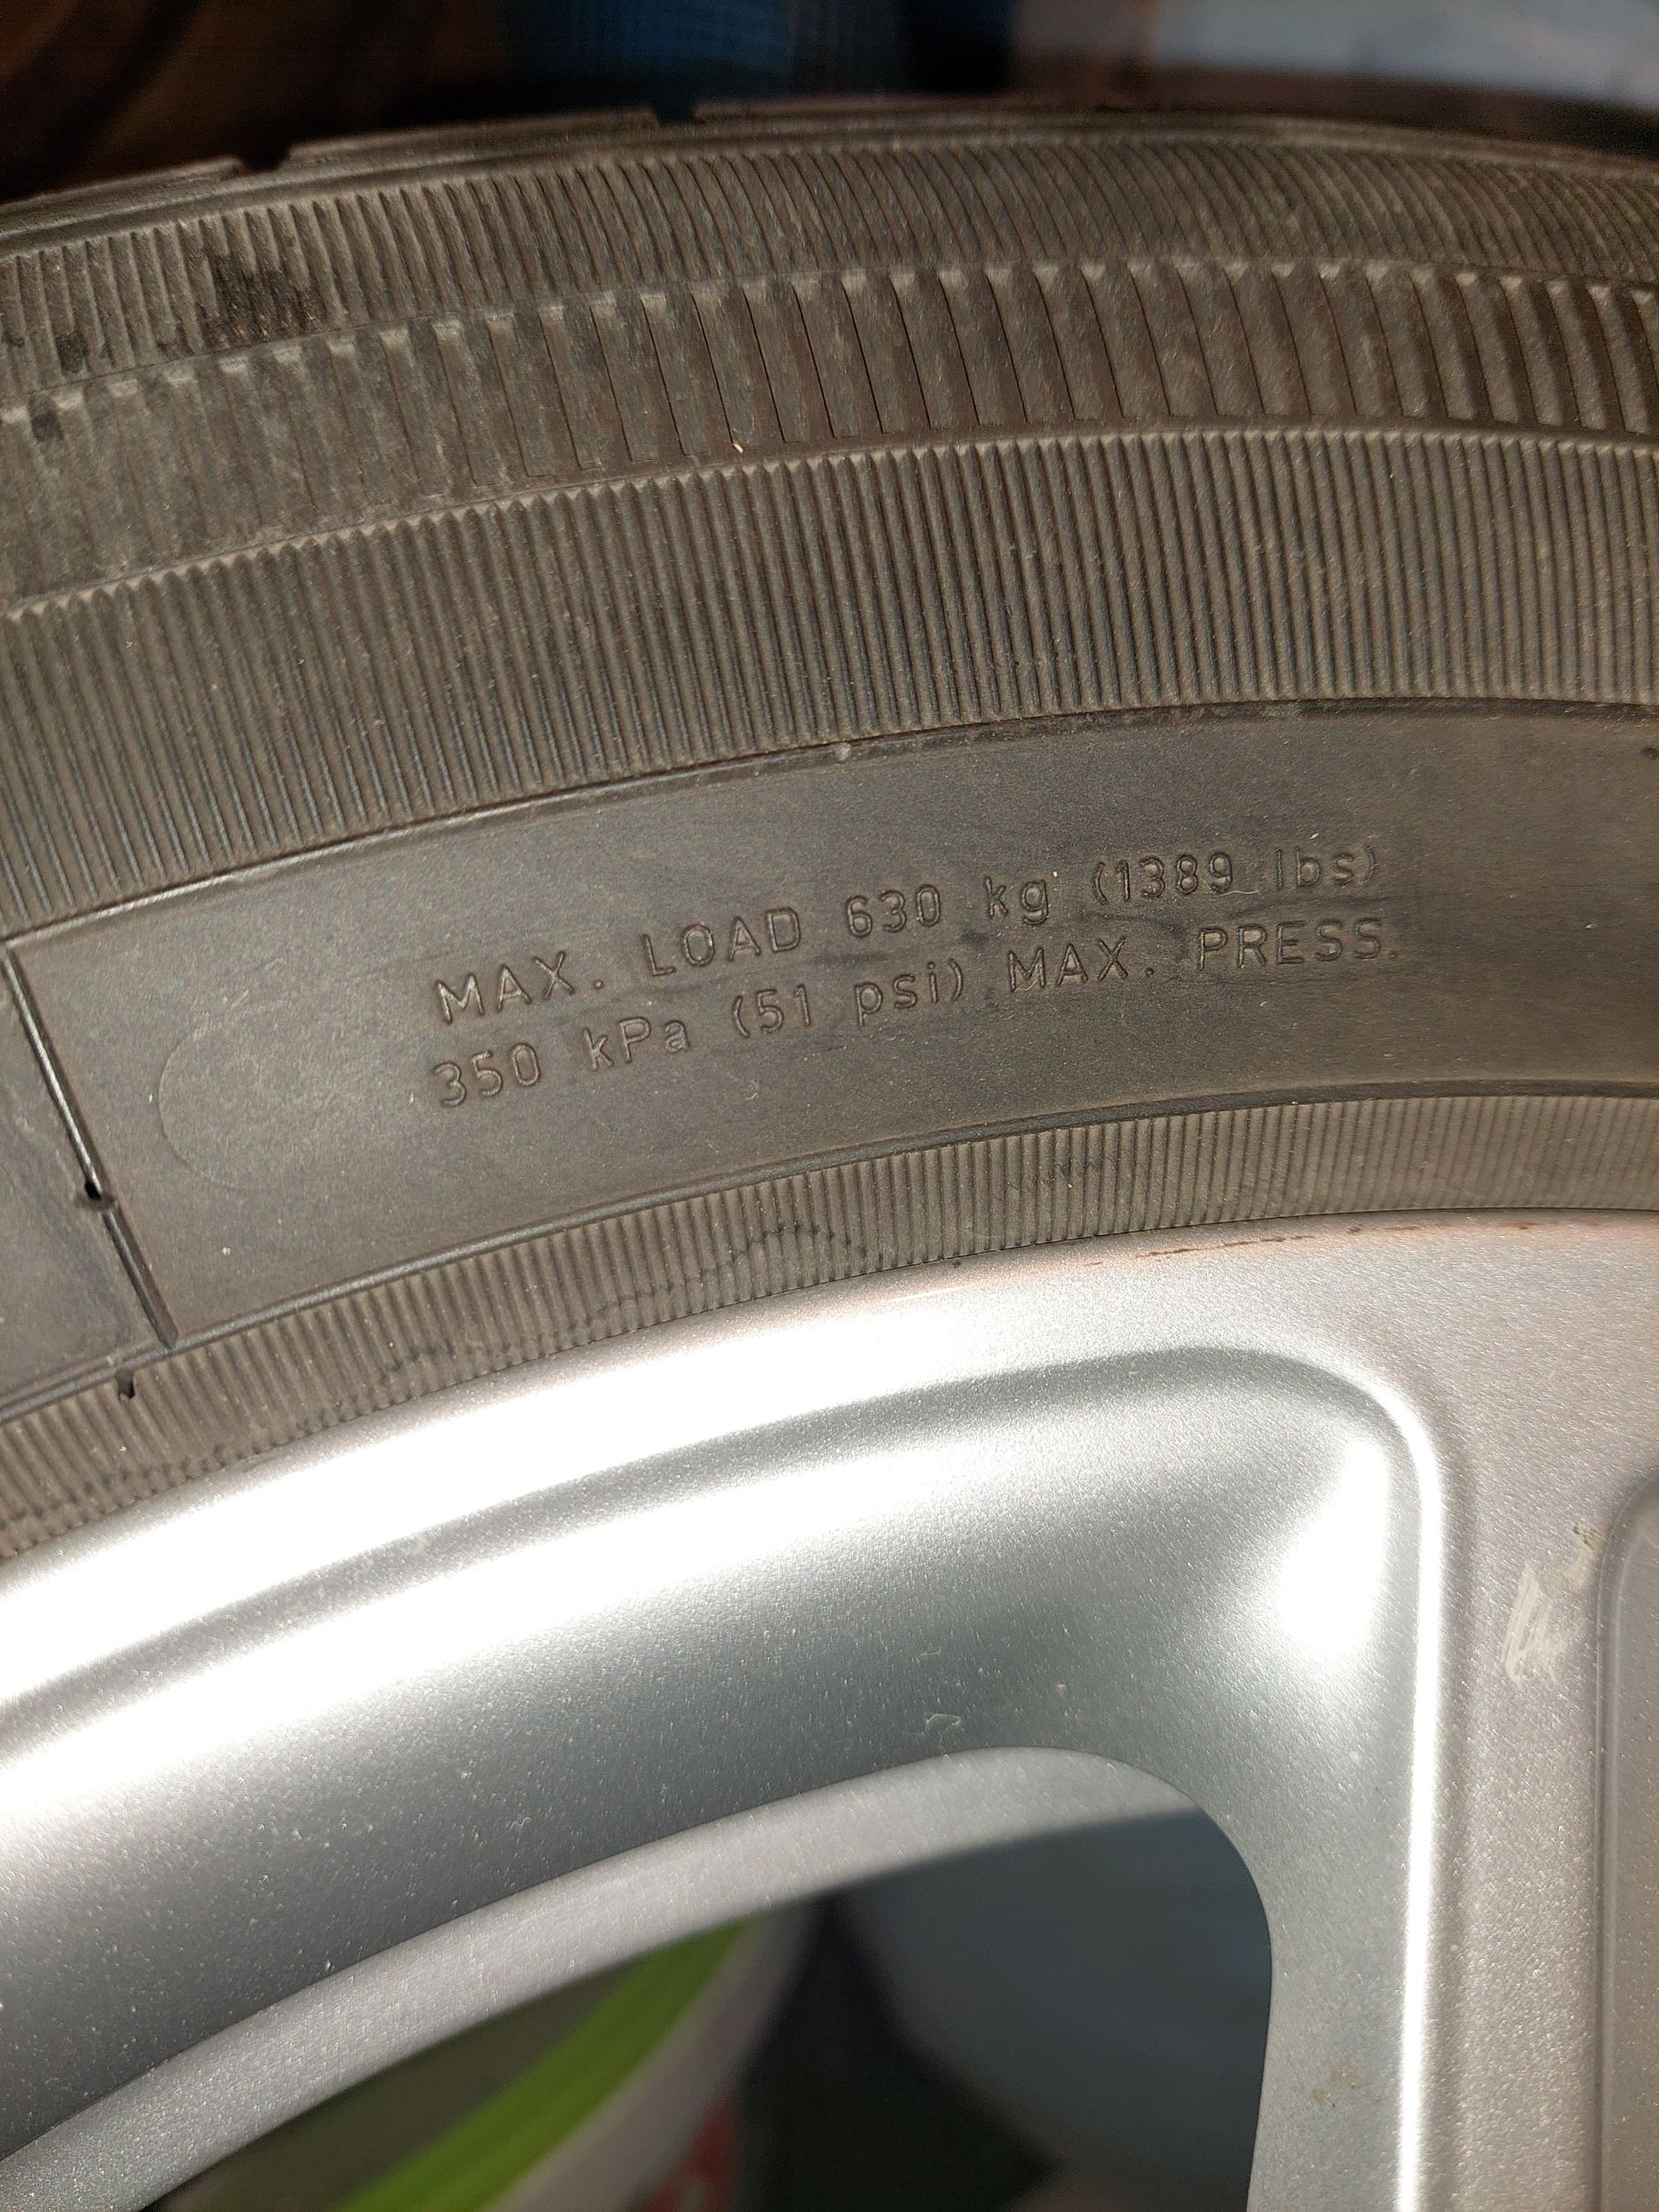 MAX. LOAD 630 kg (1389 lbs)
350 kPa (51 psi) MAX. PRESS.